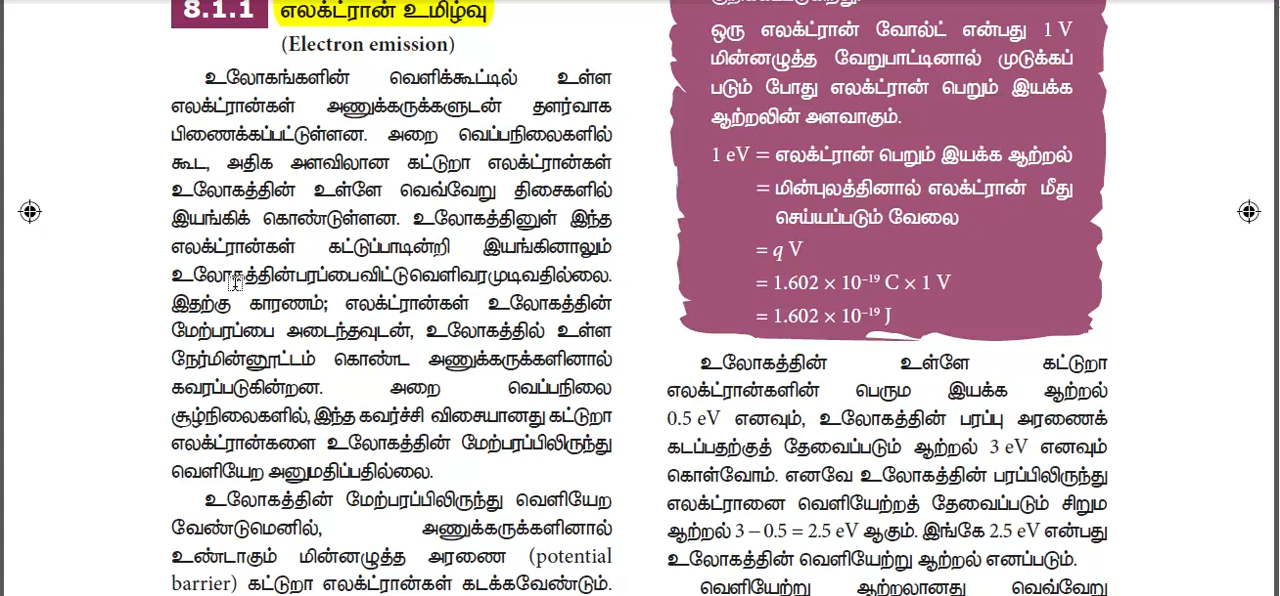 8.1.1 எலக்ட்ரான் உமிழ்வு
(Electron emission)
உலோகங்களின் வெளிக்கூட்டில் உள்ள
எலக்ட்ரான்கள் அணுக்கருக்களுடன் தளர்வாக
பிணைக்கப்பட்டுள்ளன. அறை வெப்பநிலைகளில்
கூட, அதிக அளவிலான கட்டுறா எலக்ட்ரான்கள்
உலோகத்தின் உள்ளே வெவ்வேறு திசைகளில்
இயங்கிக் கொண்டுள்ளன. உலோகத்தினுள் இந்த
எலக்ட்ரான்கள் கட்டுப்பாடின்றி இயங்கினாலும்
உலோகத்தின் பரப்பை விட்டு வெளிவர முடிவதில்லை.
இதற்கு காரணம்; எலக்ட்ரான்கள் உலோகத்தின்
மேற்பரப்பை அடைந்தவுடன், உலோகத்தில் உள்ள
நேர்மின்னூட்டம் கொண்ட அணுக்கருக்களினால்
கவரப்படுகின்றன. அறை வெப்பநிலை
சூழ்நிலைகளில், இந்த கவர்ச்சி விசையானது கட்டுறா
எலக்ட்ரான்களை உலோகத்தின் மேற்பரப்பிலிருந்து
வெளியேற அனுமதிப்பதில்லை.
உலோகத்தின் மேற்பரப்பிலிருந்து வெளியேற
வேண்டுமெனில், அணுக்கருக்களினால்
உண்டாகும் மின்னழுத்த அரணை (potential
barrier) கட்டுறா எலக்ட்ரான்கள் கடக்கவேண்டும்.
ஒரு எலக்ட்ரான் வோல்ட் என்பது 1 V
மின்னழுத்த வேறுபாட்டினால் முடுக்கப்
படும் போது எலக்ட்ரான் பெறும் இயக்க
ஆற்றலின் அளவாகும்.
1 eV = எலக்ட்ரான் பெறும் இயக்க ஆற்றல்
= மின்புலத்தினால் எலக்ட்ரான் மீது
செய்யப்படும் வேலை
= q V
= 1.602 × 10⁻¹⁹ C × 1 V
= 1.602 × 10⁻¹⁹ J
உலோகத்தின் உள்ளே கட்டுறா
எலக்ட்ரான்களின் பெரும இயக்க ஆற்றல்
0.5 eV எனவும், உலோகத்தின் பரப்பு அரணைக்
கடப்பதற்குத் தேவைப்படும் ஆற்றல் 3 eV எனவும்
கொள்வோம். எனவே உலோகத்தின் பரப்பிலிருந்து
எலக்ட்ரானை வெளியேற்றத் தேவைப்படும் சிறும
ஆற்றல் 3 – 0.5 = 2.5 eV ஆகும். இங்கே 2.5 eV என்பது
உலோகத்தின் வெளியேற்று ஆற்றல் எனப்படும்.
வெளியேற்று ஆற்றலானது வெவ்வேறு